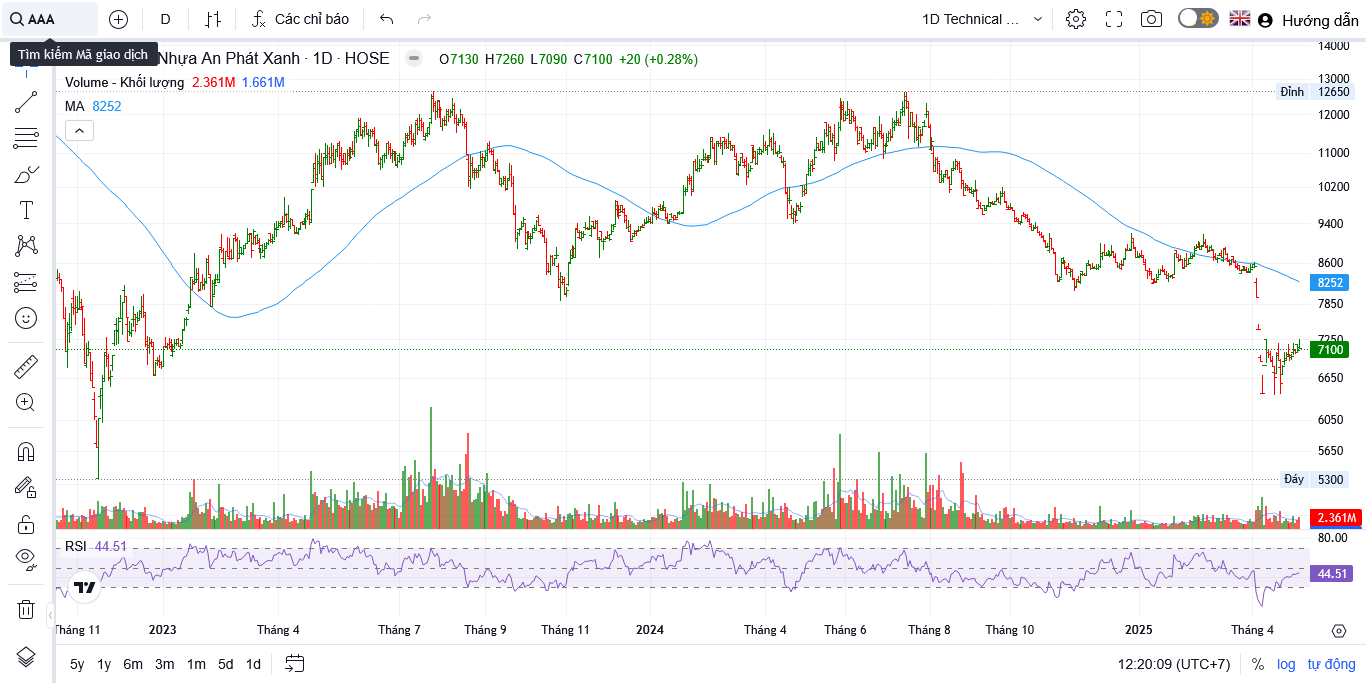 AAA
D
Các chỉ báo
1D Technical ...
Hướng dẫn
Tìm kiếm Mã giao dịch
Nhựa An Phát Xanh · 1D · HOSE
O7130 H7260 L7090 C7100 +20 (+0.28%)
Volume - Khối lượng 2.361M 1.661M
MA 8252
14000
13000
Đỉnh 12650
12000
11000
10200
9400
8600
8252
7850
7250
7100
6650
6050
5650
Đáy 5300
2.361M
80.00
RSI 44.51
44.51
Tháng 11 2023 Tháng 4 Tháng 7 Tháng 9 Tháng 11 2024 Tháng 4 Tháng 6 Tháng 8 Tháng 10 2025 Tháng 4
5y 1y 6m 3m 1m 5d 1d
12:20:09 (UTC+7) % log tự động